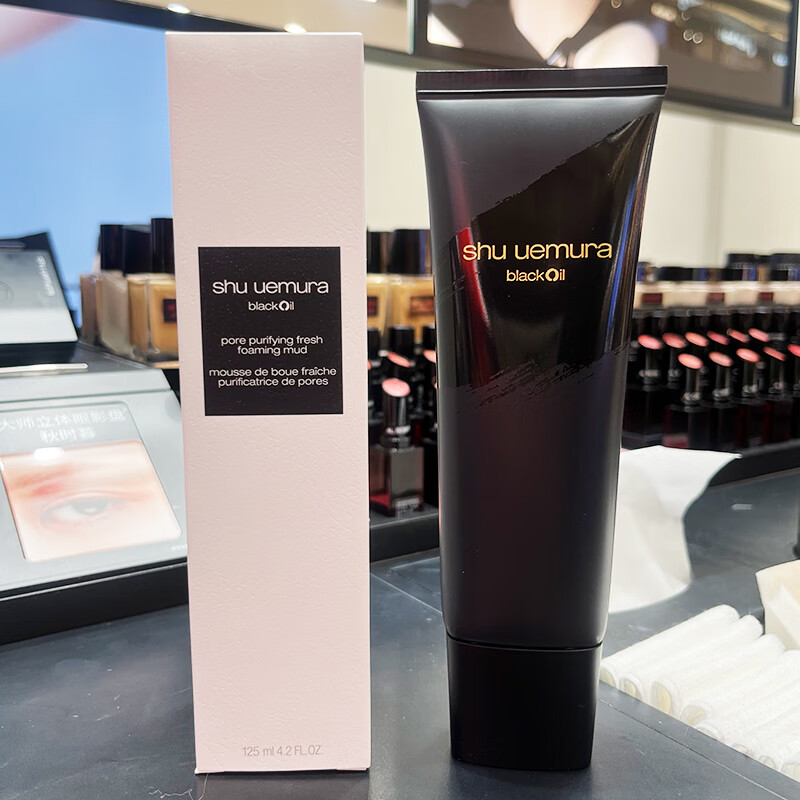 shu uemura
blackOil
pore purifying fresh
foaming mud
mousse de boue fraîche
purificatrice de pores
125 ml 4.2 FL.OZ.
shu uemura
blackOil
大师立体眼影盘
秋时暮